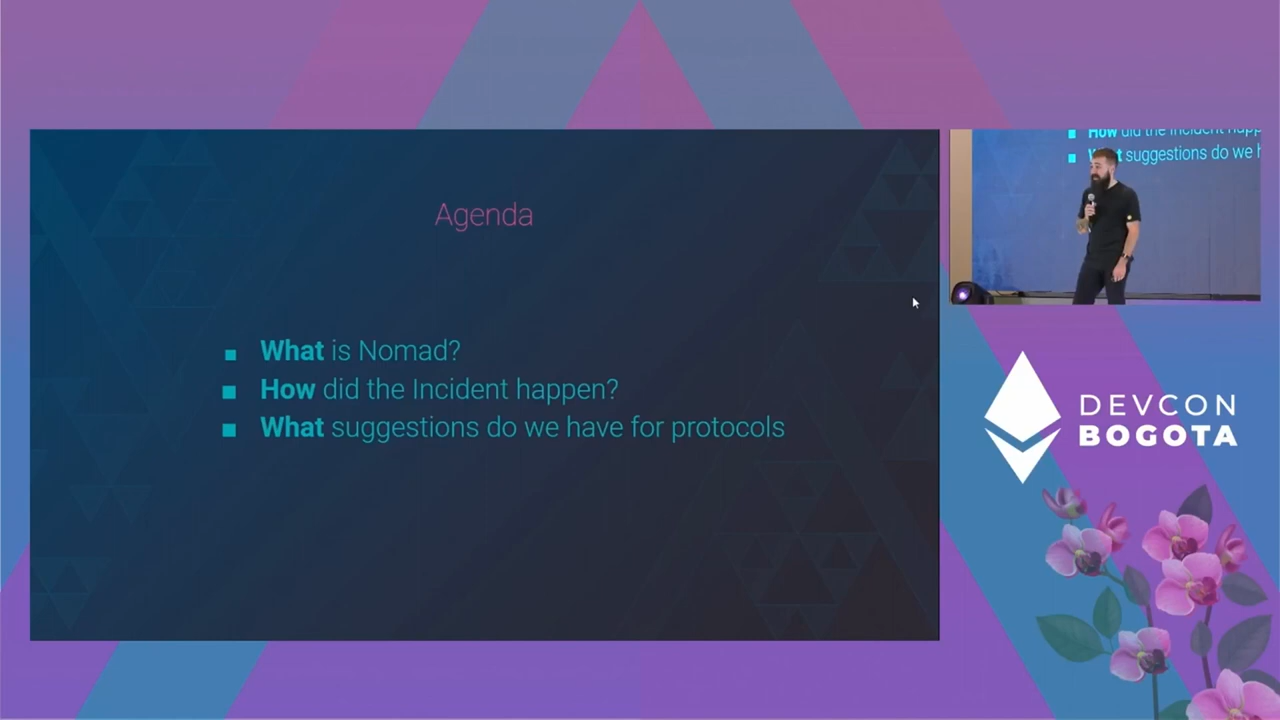 Agenda
What is Nomad?
How did the Incident happen?
What suggestions do we have for protocols
How did the Incident happ
t suggestions do we h
DEVCON
BOGOTA